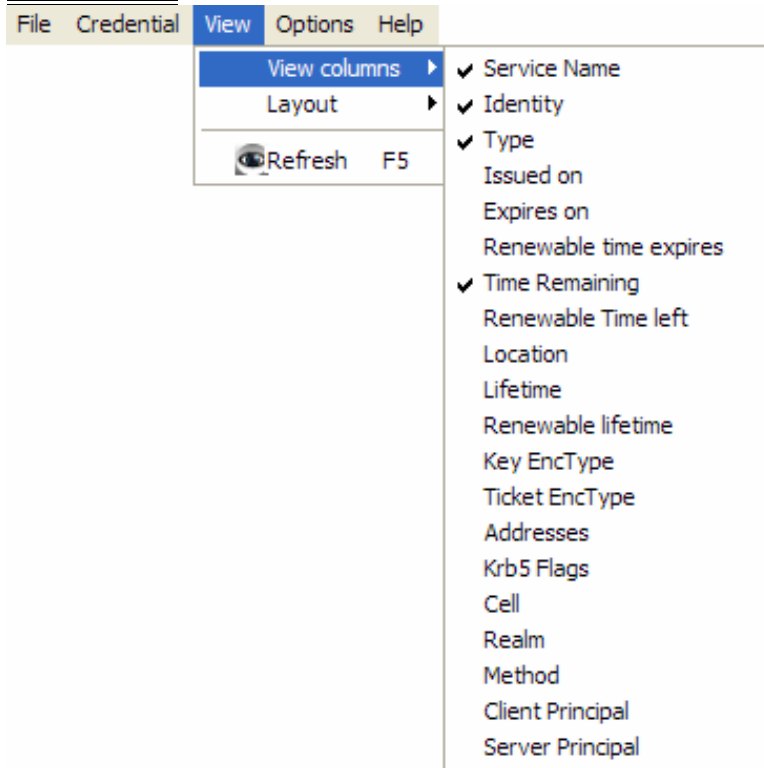 File Credential View Options Help
View columns
Layout
Refresh F5
Service Name
Identity
Type
Issued on
Expires on
Renewable time expires
Time Remaining
Renewable Time left
Location
Lifetime
Renewable lifetime
Key EncType
Ticket EncType
Addresses
Krb5 Flags
Cell
Realm
Method
Client Principal
Server Principal